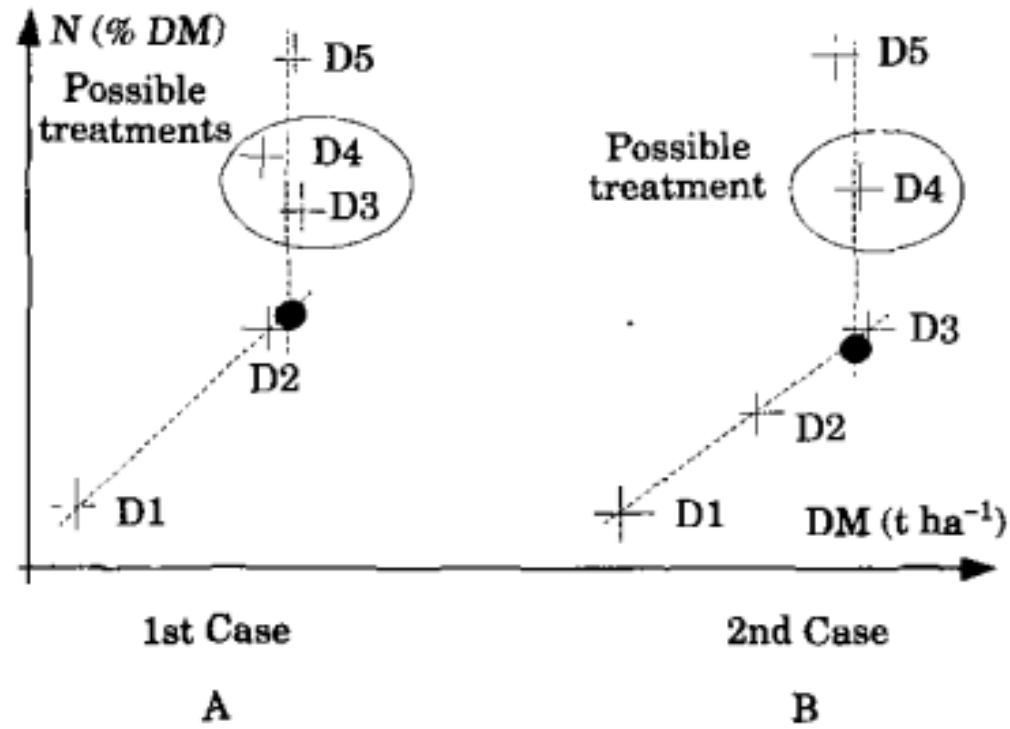 N (% DM)
Possible
treatments
D5
D4
D3
D2
D1
1st Case
A
D5
Possible
treatment
D4
D3
D2
D1
DM (t ha⁻¹)
2nd Case
B